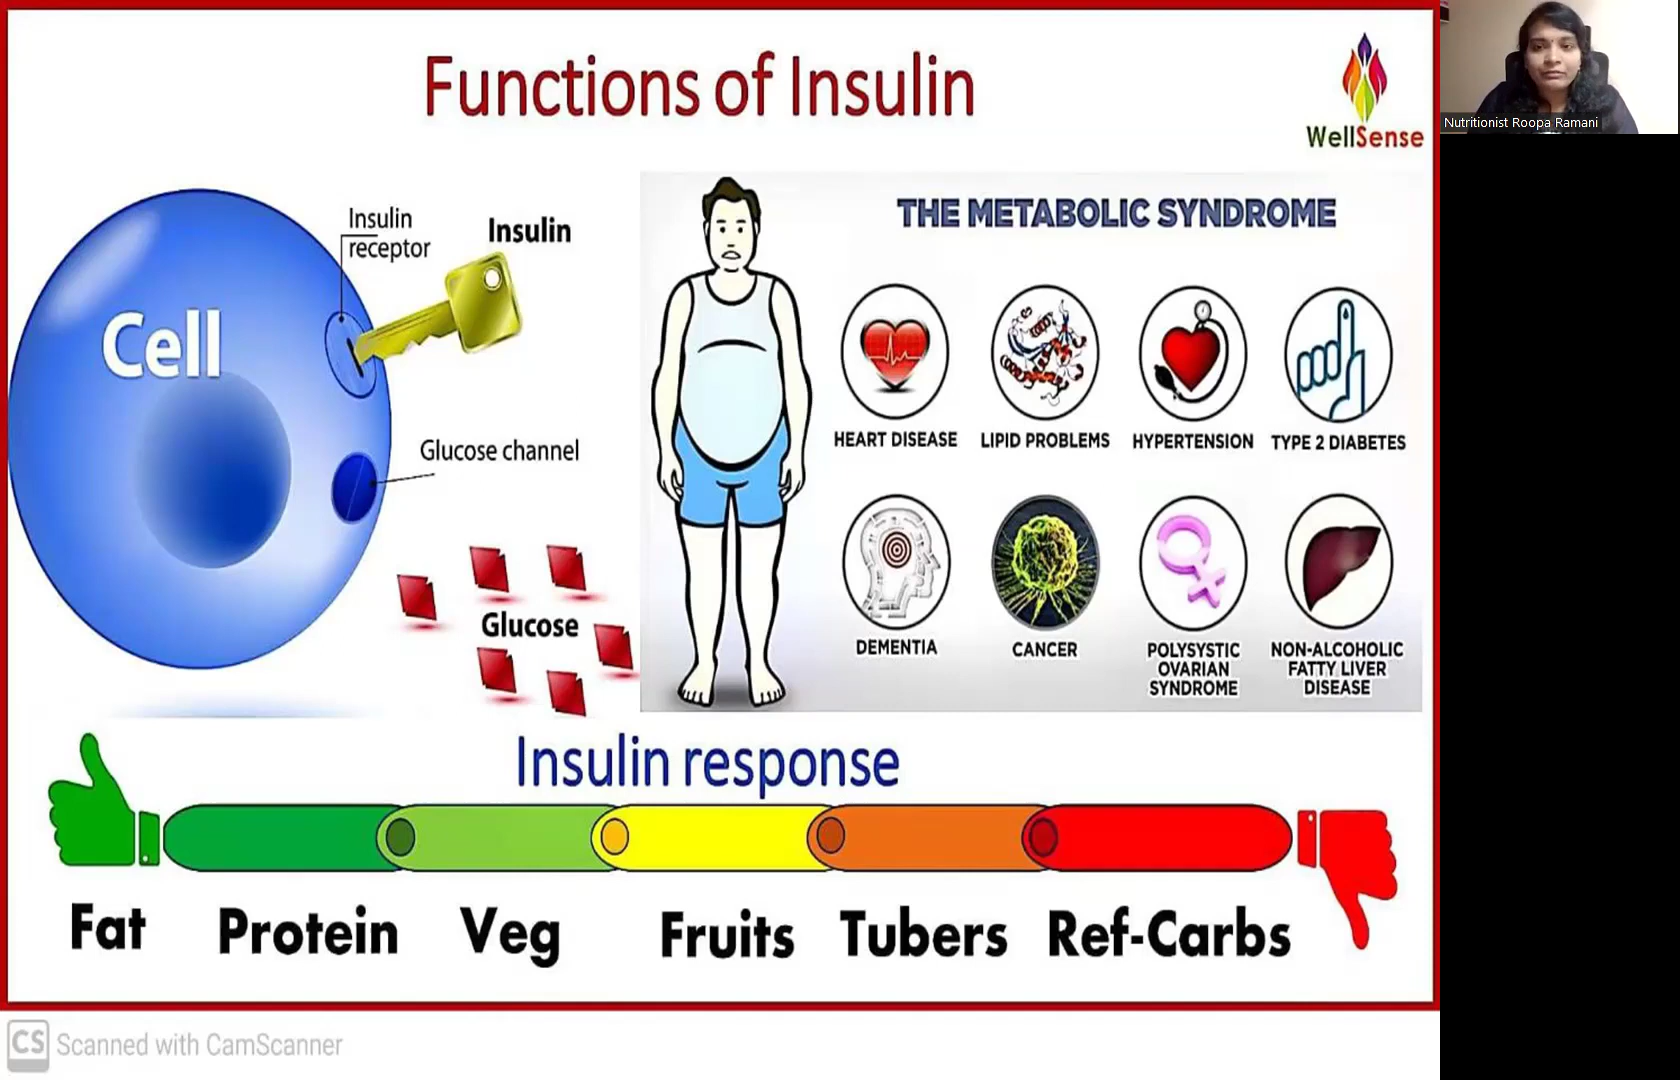 Functions of Insulin
WellSense
Nutritionist Roopa Ramani
Insulin
receptor
Insulin
Cell
Glucose channel
Glucose
THE METABOLIC SYNDROME
HEART DISEASE
LIPID PROBLEMS
HYPERTENSION
TYPE 2 DIABETES
DEMENTIA
CANCER
POLYSYSTIC
OVARIAN
SYNDROME
NON-ALCOHOLIC
FATTY LIVER
DISEASE
Insulin response
Fat
Protein
Veg
Fruits
Tubers
Ref-Carbs
CS Scanned with CamScanner